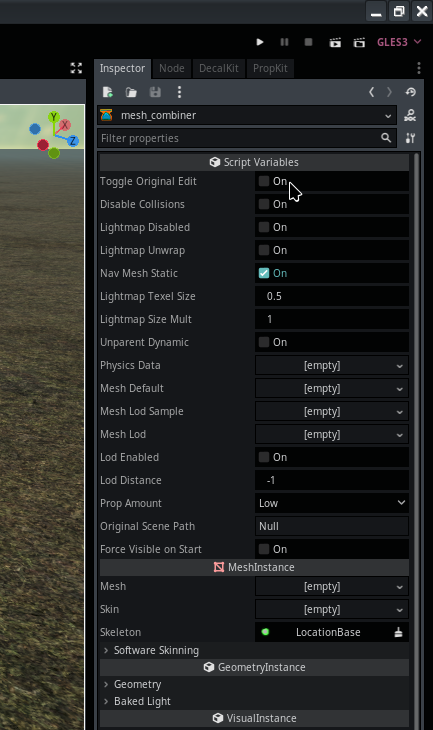 GLES3
Inspector Node DecalKit PropKit
mesh_combiner
Filter properties
Y
X
Z
Script Variables
Toggle Original Edit On
Disable Collisions On
Lightmap Disabled On
Lightmap Unwrap On
Nav Mesh Static On
Lightmap Texel Size 0.5
Lightmap Size Mult 1
Unparent Dynamic On
Physics Data [empty]
Mesh Default [empty]
Mesh Lod Sample [empty]
Mesh Lod [empty]
Lod Enabled On
Lod Distance -1
Prop Amount Low
Original Scene Path Null
Force Visible on Start On
MeshInstance
Mesh [empty]
Skin [empty]
Skeleton LocationBase
Software Skinning
GeometryInstance
Geometry
Baked Light
VisualInstance